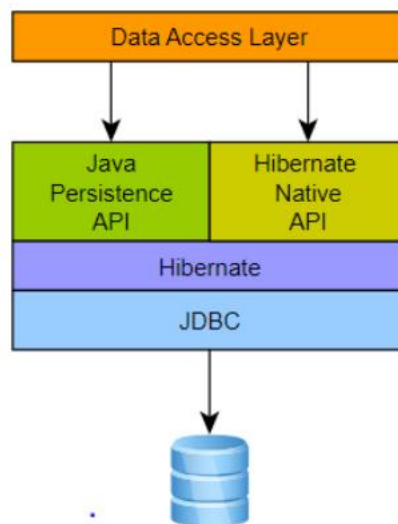 Data Access Layer
Java
Persistence
API
Hibernate
Native
API
Hibernate
JDBC